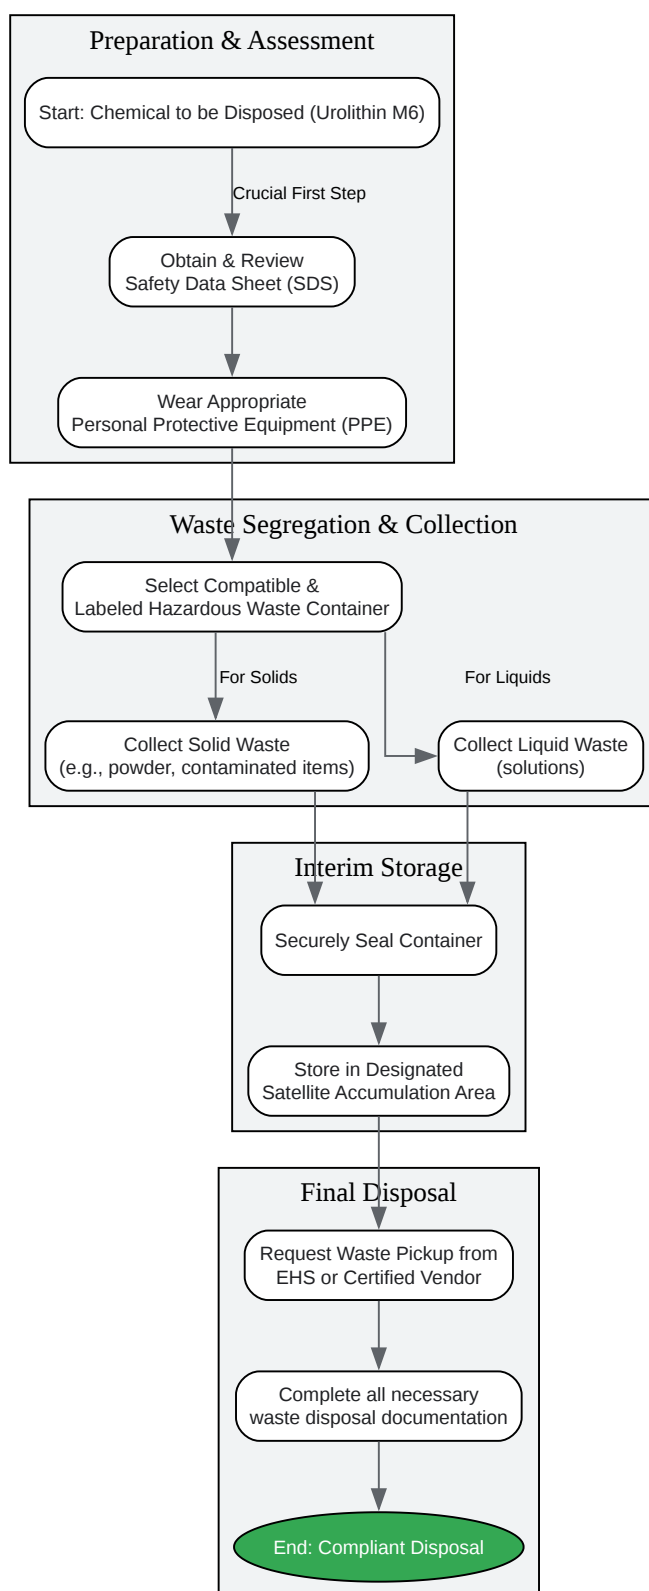 Preparation & Assessment
Start: Chemical to be Disposed (Urolithin M6)
Crucial First Step
Obtain & Review
Safety Data Sheet (SDS)
Wear Appropriate
Personal Protective Equipment (PPE)
Waste Segregation & Collection
Select Compatible &
Labeled Hazardous Waste Container
For Solids
For Liquids
Collect Solid Waste
(e.g., powder, contaminated items)
Collect Liquid Waste
(solutions)
Interim Storage
Securely Seal Container
Store in Designated
Satellite Accumulation Area
Final Disposal
Request Waste Pickup from
EHS or Certified Vendor
Complete all necessary
waste disposal documentation
End: Compliant Disposal